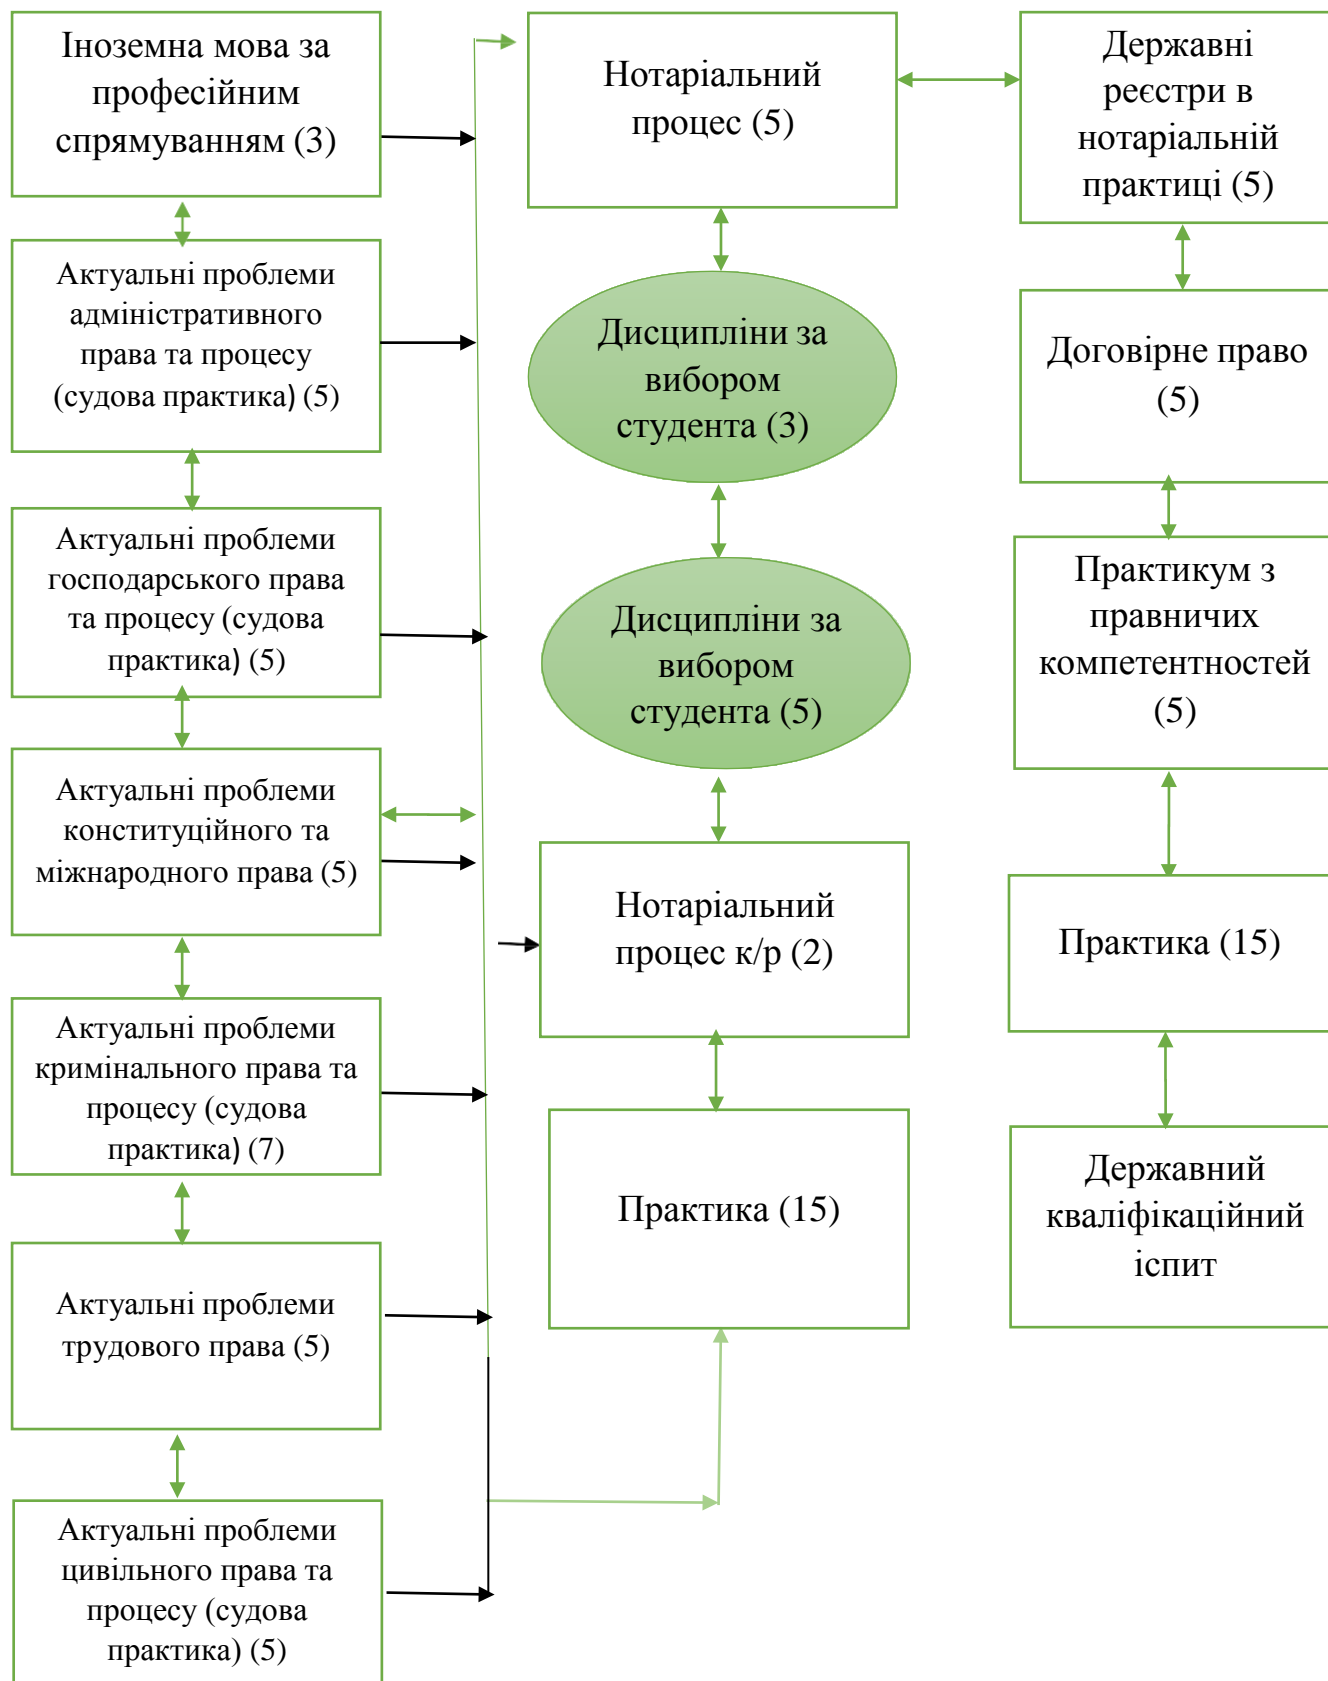 Іноземна мова за
професійним
спрямуванням (3)
Актуальні проблеми
адміністративного
права та процесу
(судова практика) (5)
Актуальні проблеми
господарського права
та процесу (судова
практика) (5)
Актуальні проблеми
конституційного та
міжнародного права (5)
Актуальні проблеми
кримінального права та
процесу (судова
практика) (7)
Актуальні проблеми
трудового права (5)
Актуальні проблеми
цивільного права та
процесу (судова
практика) (5)
Нотаріальний
процес (5)
Дисципліни за
вибором
студента (3)
Дисципліни за
вибором
студента (5)
Нотаріальний
процес к/р (2)
Практика (15)
Державні
реєстри в
нотаріальній
практиці (5)
Договірне право
(5)
Практикум з
правничих
компетентностей
(5)
Практика (15)
Державний
кваліфікаційний
іспит